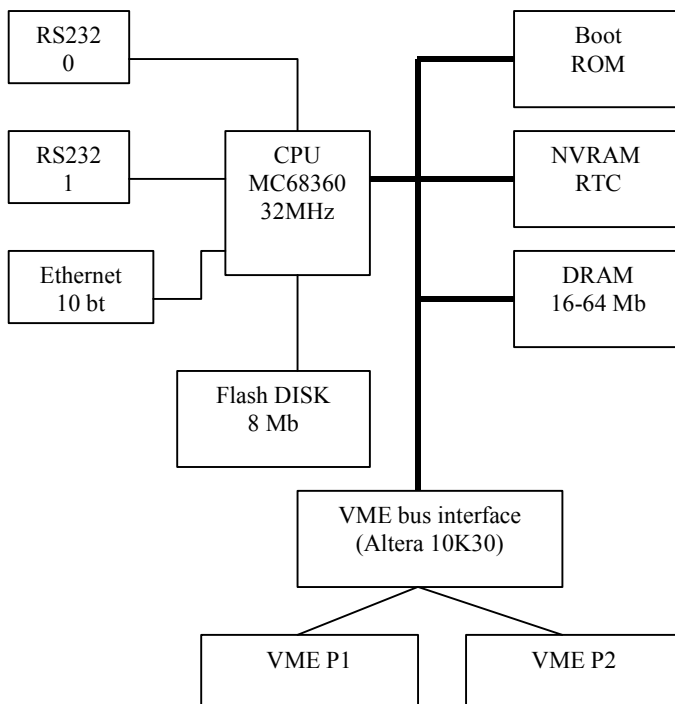 RS232
0
Boot
ROM
RS232
1
CPU
MC68360
32MHz
NVRAM
RTC
Ethernet
10 bt
DRAM
16-64 Mb
Flash DISK
8 Mb
VME bus interface
(Altera 10K30)
VME P1
VME P2